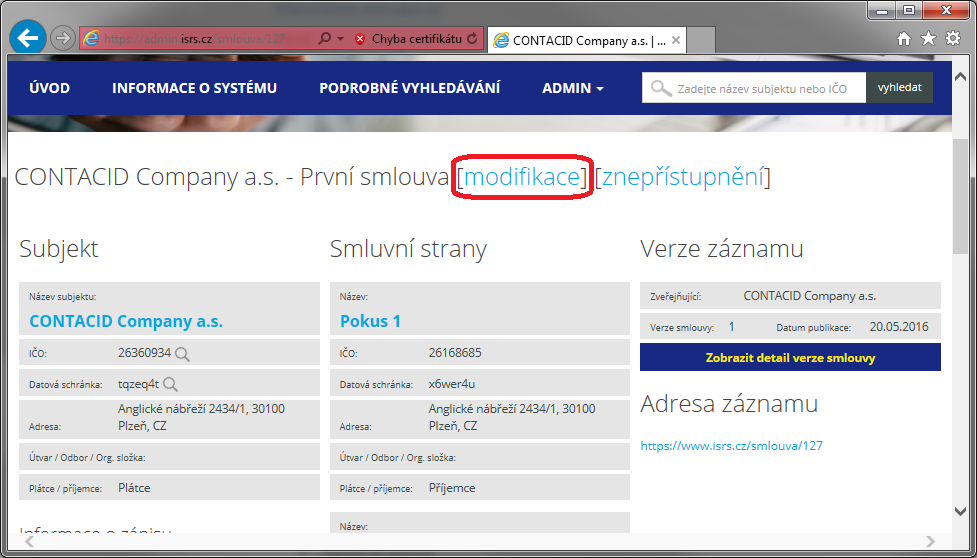 https://admin.isrs.cz/smlouva/127
Chyba certifikátu
CONTACID Company a.s. | ...
ÚVOD
INFORMACE O SYSTÉMU
PODROBNÉ VYHLEDÁVÁNÍ
ADMIN
Zadejte název subjektu nebo IČO
vyhledat
CONTACID Company a.s. - První smlouva [modifikace] [znepřístupnění]
Subjekt
Název subjektu:
CONTACID Company a.s.
IČO: 26360934
Datová schránka: tqzeq4t
Adresa: Anglické nábřeží 2434/1, 30100
Plzeň, CZ
Útvar / Odbor / Org. složka:
Plátce / příjemce: Plátce
Informace o zápisu
Smluvní strany
Název:
Pokus 1
IČO: 26168685
Datová schránka: x6wer4u
Adresa: Anglické nábřeží 2434/1, 30100
Plzeň, CZ
Útvar / Odbor / Org. složka:
Plátce / příjemce: Příjemce
Název:
Verze záznamu
Zveřejňující: CONTACID Company a.s.
Verze smlouvy: 1 Datum publikace: 20.05.2016
Zobrazit detail verze smlouvy
Adresa záznamu
https://www.isrs.cz/smlouva/127